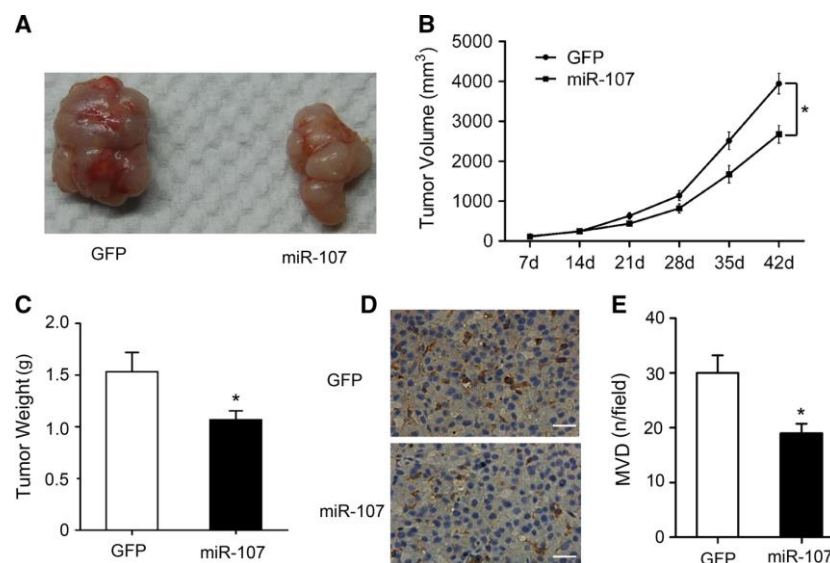 A
GFP
miR-107
B
Tumor Volume (mm³)
5000
4000
3000
2000
1000
0
GFP
miR-107
*
7d 14d 21d 28d 35d 42d
C
Tumor Weight (g)
2.0
1.5
1.0
0.5
0
*
GFP miR-107
D
GFP
miR-107
E
MVD (n/field)
40
30
20
10
0
*
GFP miR-107